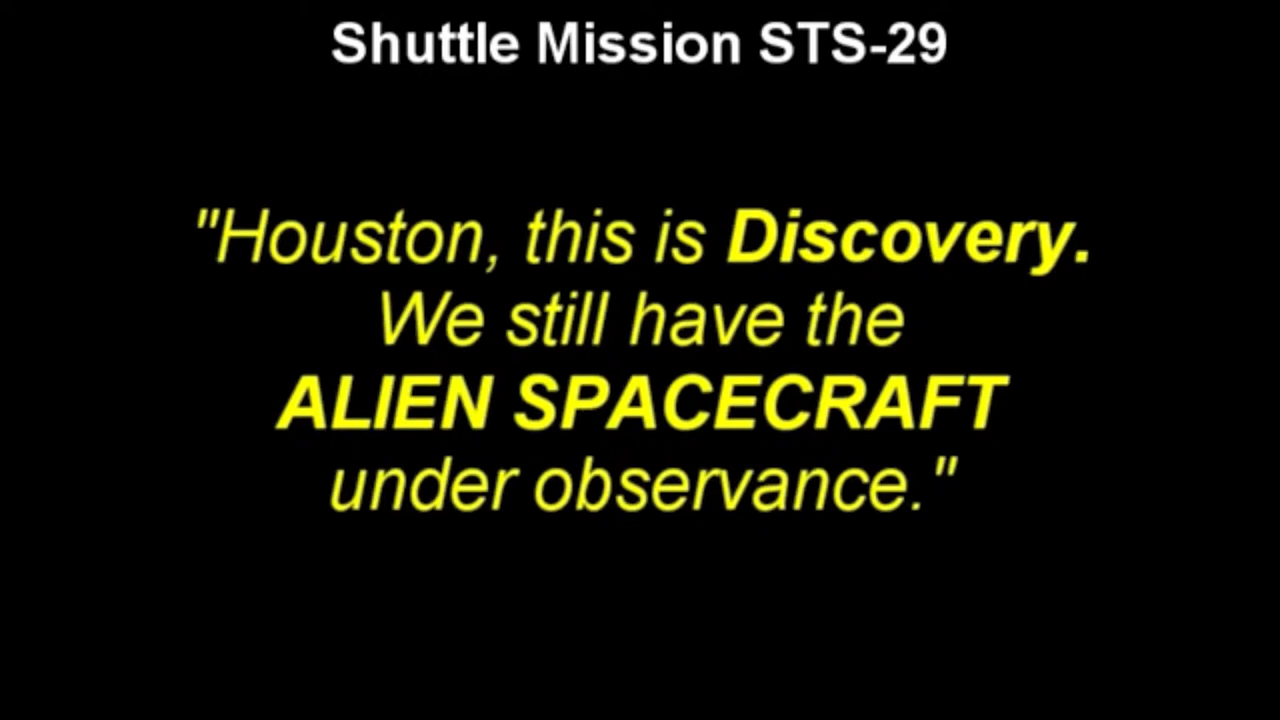 Shuttle Mission STS-29
"Houston, this is Discovery.
We still have the
ALIEN SPACECRAFT
under observance."